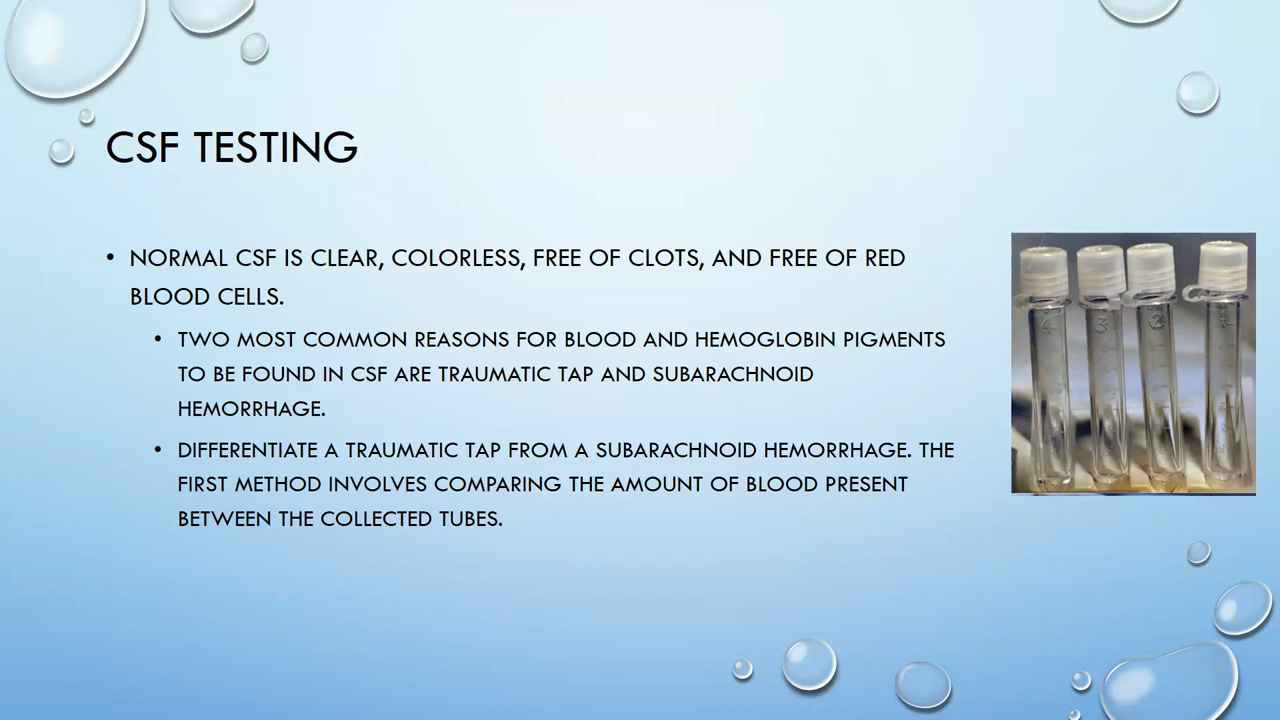 CSF TESTING
• NORMAL CSF IS CLEAR, COLORLESS, FREE OF CLOTS, AND FREE OF RED
BLOOD CELLS.
• TWO MOST COMMON REASONS FOR BLOOD AND HEMOGLOBIN PIGMENTS
TO BE FOUND IN CSF ARE TRAUMATIC TAP AND SUBARACHNOID
HEMORRHAGE.
• DIFFERENTIATE A TRAUMATIC TAP FROM A SUBARACHNOID HEMORRHAGE. THE
FIRST METHOD INVOLVES COMPARING THE AMOUNT OF BLOOD PRESENT
BETWEEN THE COLLECTED TUBES.
4 3 2 1